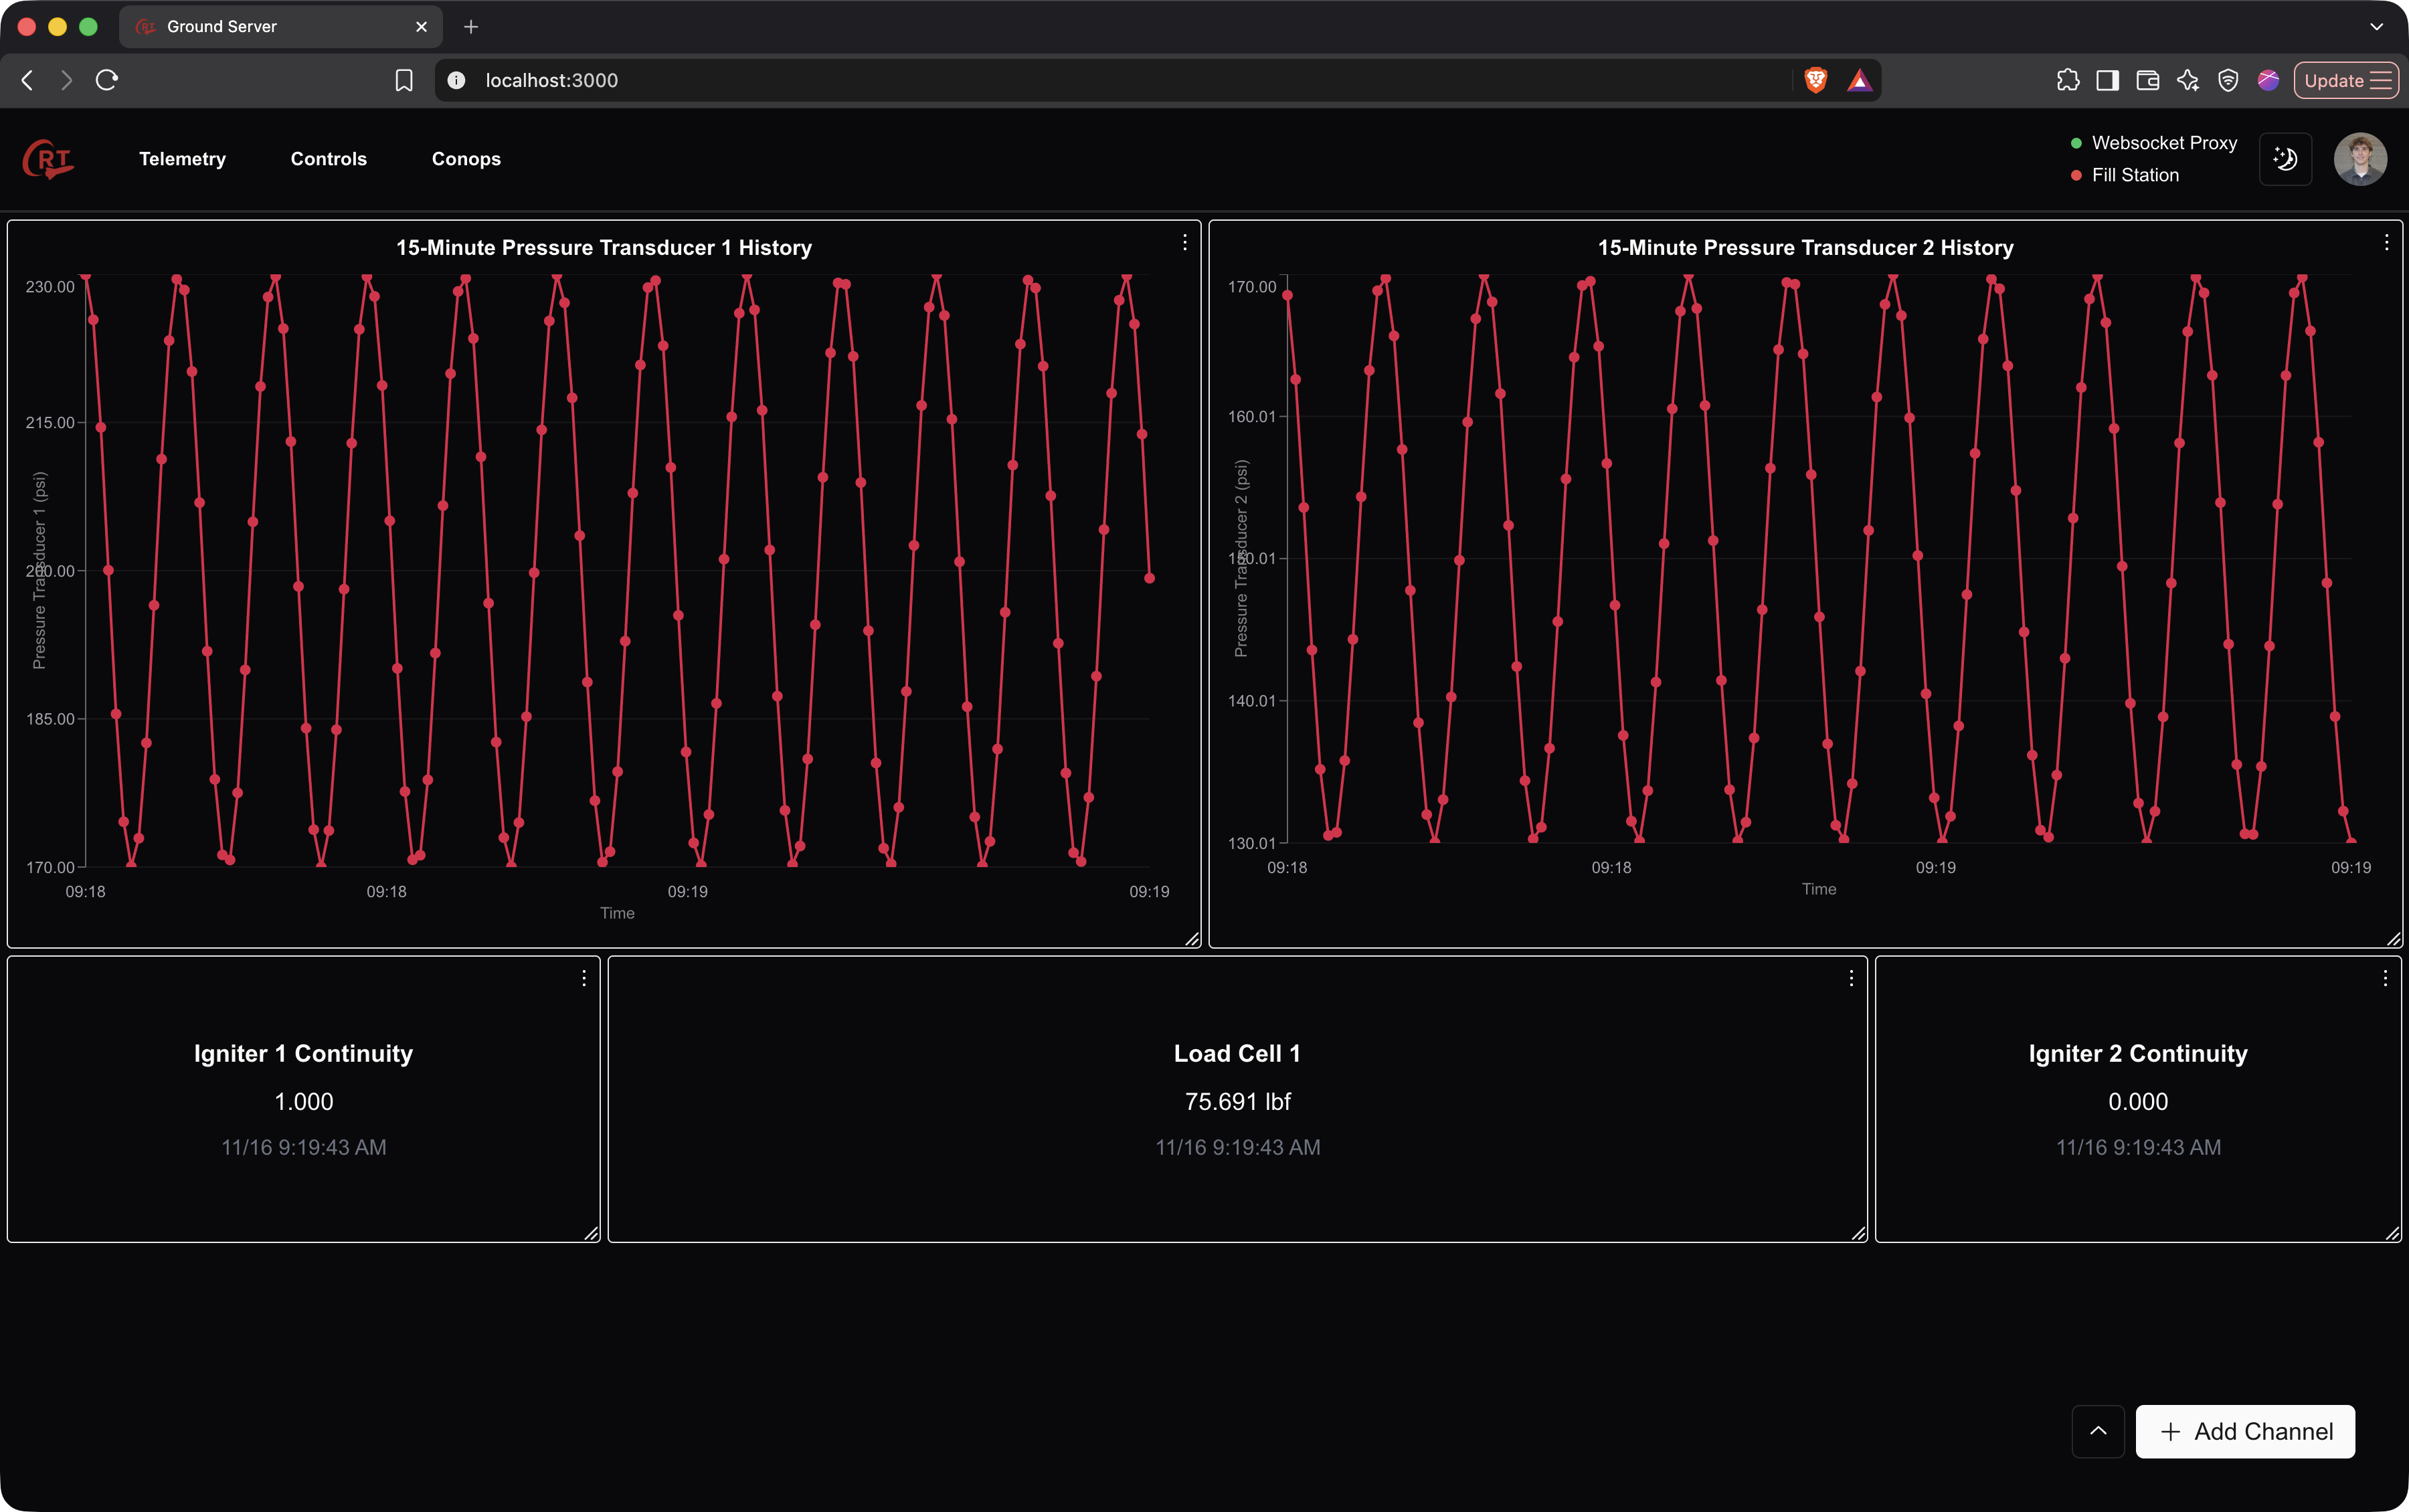 Ground Server
localhost:3000
Update
RT
Telemetry
Controls
Conops
Websocket Proxy
Fill Station
15-Minute Pressure Transducer 1 History
230.00
215.00
200.00
185.00
170.00
Pressure Transducer 1 (psi)
09:18
09:18
09:19
09:19
Time
15-Minute Pressure Transducer 2 History
170.00
160.01
150.01
140.01
130.01
Pressure Transducer 2 (psi)
09:18
09:18
09:19
09:19
Time
Igniter 1 Continuity
1.000
11/16 9:19:43 AM
Load Cell 1
75.691 lbf
11/16 9:19:43 AM
Igniter 2 Continuity
0.000
11/16 9:19:43 AM
Add Channel